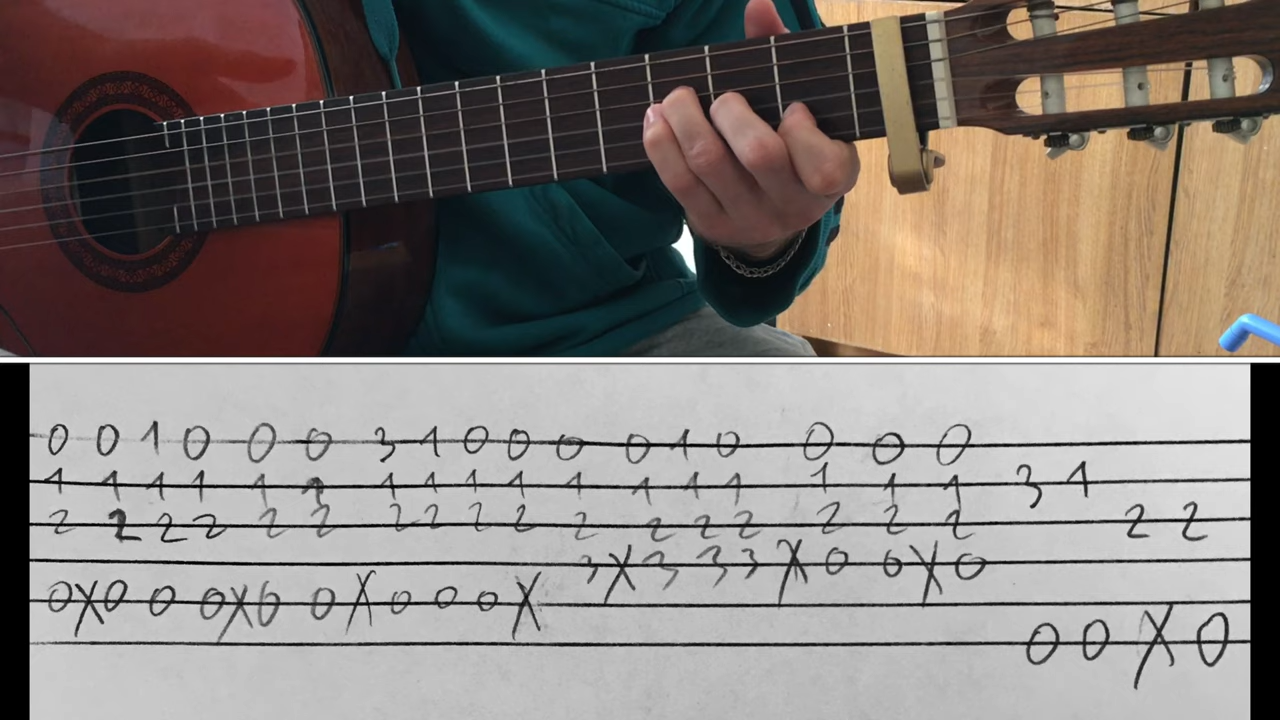 0 0 1 0 0 0 3 1 0 0 0 0 1 0 0 0 0
1 1 1 1 1 1 1 1 1 1 1 1 1 1 1 1 1 3 1
2 2 2 2 2 2 2 2 2 2 2 2 2 2 2 2 2 2 2
3 X 3 3 3 X 0 0 X 0
0 X 0 0 0 X 0 0 X 0 0 0 X
0 0 X 0